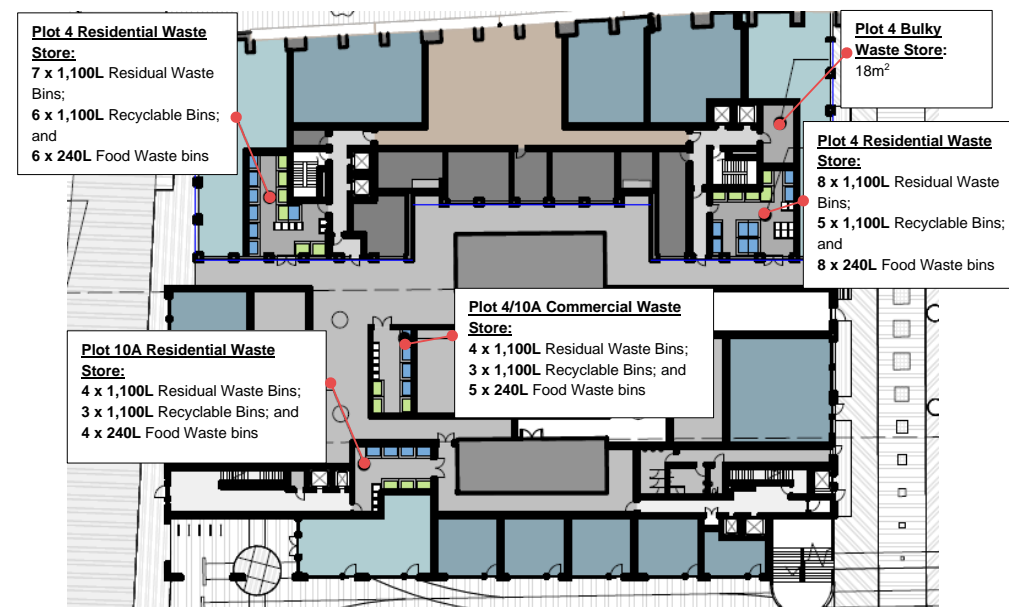 Plot 4 Residential Waste
Store:
7 x 1,100L Residual Waste
Bins;
6 x 1,100L Recyclable Bins;
and
6 x 240L Food Waste bins
Plot 4 Bulky
Waste Store:
18m²
Plot 4 Residential Waste
Store:
8 x 1,100L Residual Waste
Bins;
5 x 1,100L Recyclable Bins;
and
8 x 240L Food Waste bins
Plot 4/10A Commercial Waste
Store:
4 x 1,100L Residual Waste Bins;
3 x 1,100L Recyclable Bins; and
5 x 240L Food Waste bins
Plot 10A Residential Waste
Store:
4 x 1,100L Residual Waste Bins;
3 x 1,100L Recyclable Bins; and
4 x 240L Food Waste bins